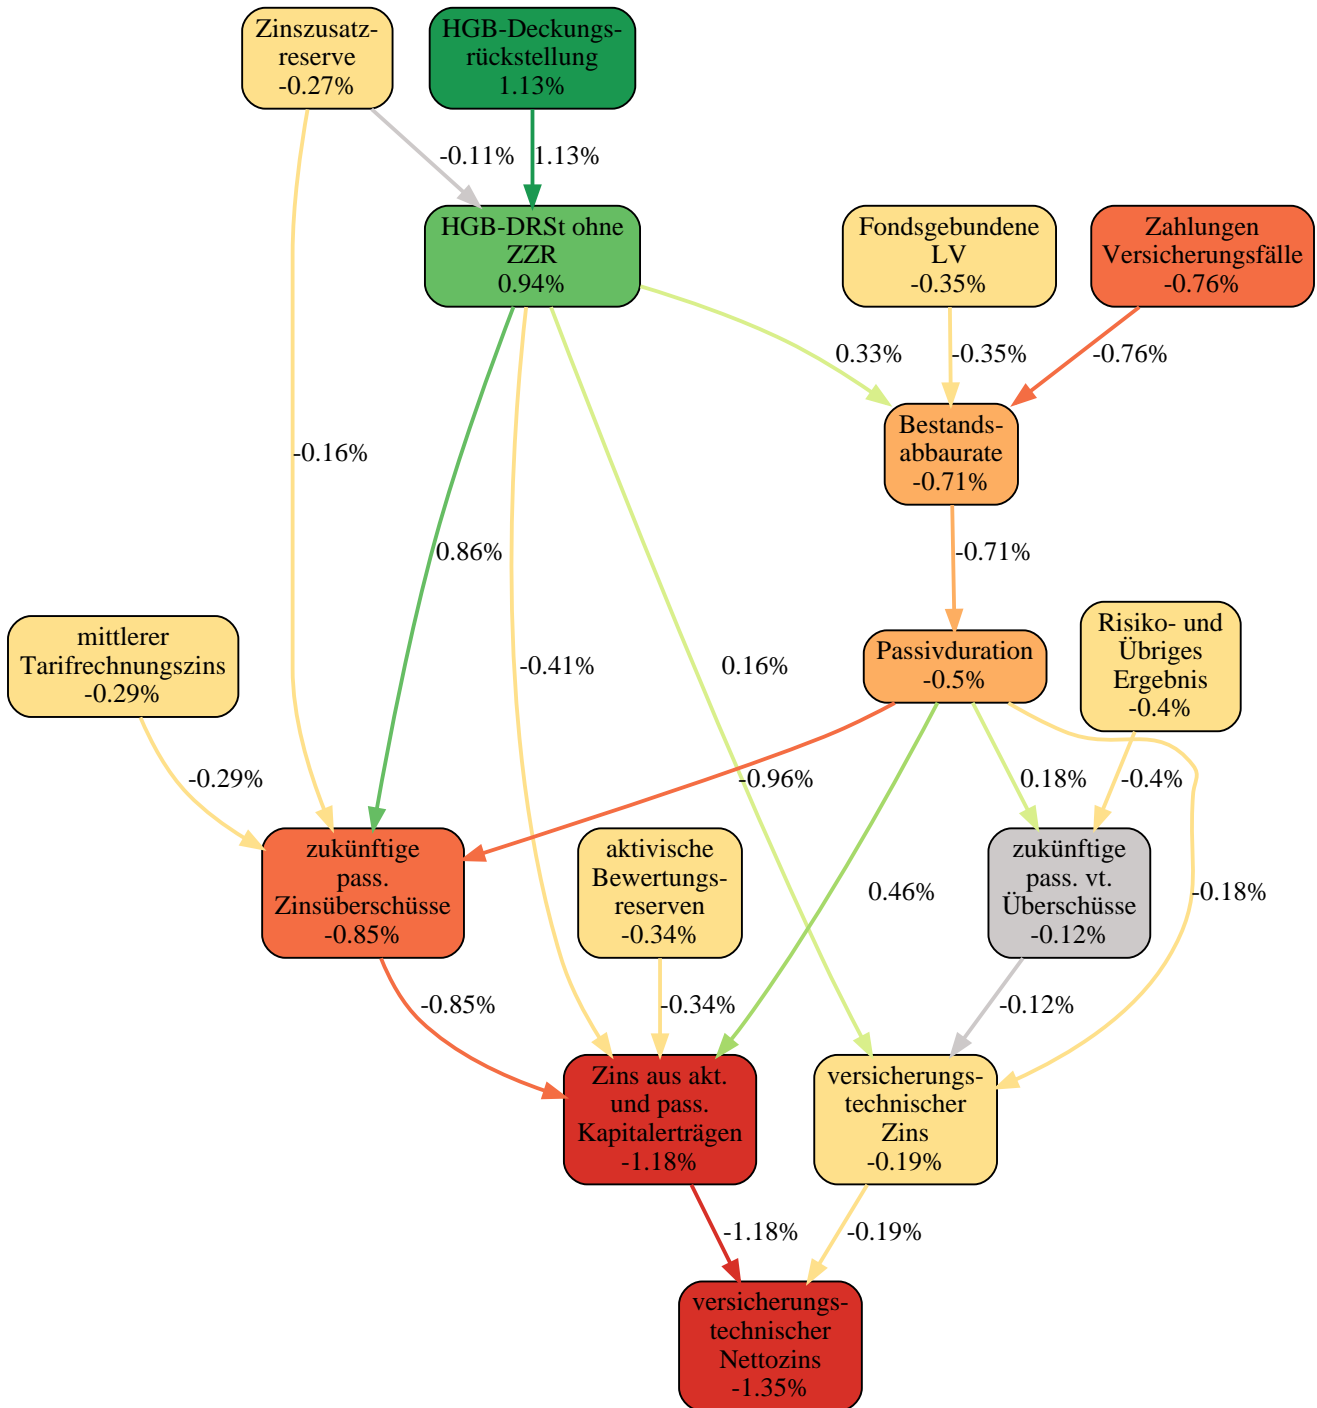 Zinszusatz-
reserve
-0.27%
HGB-Deckungs-
rückstellung
1.13%
-0.11%
1.13%
HGB-DRSt ohne
ZZR
0.94%
Fondsgebundene
LV
-0.35%
Zahlungen
Versicherungsfälle
-0.76%
0.33%
-0.35%
-0.76%
Bestands-
abbaurate
-0.71%
-0.16%
0.86%
-0.71%
mittlerer
Tarifrechnungszins
-0.29%
-0.41%
0.16%
Passivduration
-0.5%
Risiko- und
Übriges
Ergebnis
-0.4%
-0.29%
-0.96%
0.18%
-0.4%
zukünftige
pass.
Zinsüberschüsse
-0.85%
aktivische
Bewertungs-
reserven
-0.34%
0.46%
zukünftige
pass. vt.
Überschüsse
-0.12%
-0.18%
-0.85%
-0.34%
-0.12%
Zins aus akt.
und pass.
Kapitalerträgen
-1.18%
versicherungs-
technischer
Zins
-0.19%
-1.18%
-0.19%
versicherungs-
technischer
Nettozins
-1.35%